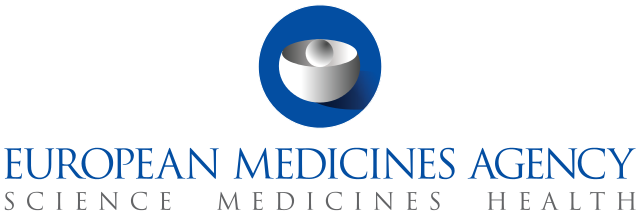 EUROPEAN MEDICINES AGENCY
SCIENCE MEDICINES HEALTH